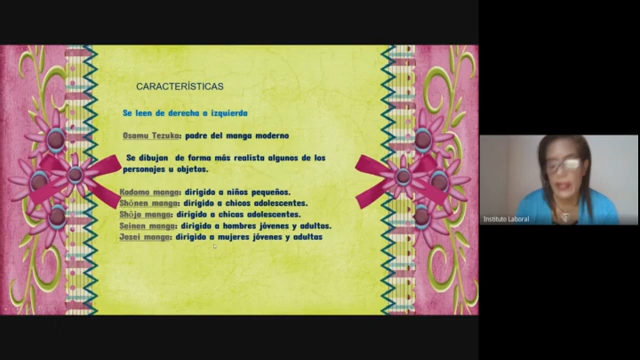 CARACTERÍSTICAS
Se leen de derecha a izquierda
Osamu Tezuka: padre del manga moderno
Se dibujan de forma más realista algunos de los
personajes u objetos.
Kodomo manga: dirigido a niños pequeños.
Shōnen manga: dirigido a chicos adolescentes.
Shōjo manga: dirigido a chicas adolescentes.
Seinen manga: dirigido a hombres jóvenes y adultos.
Josei manga: dirigido a mujeres jóvenes y adultas
Instituto Laboral